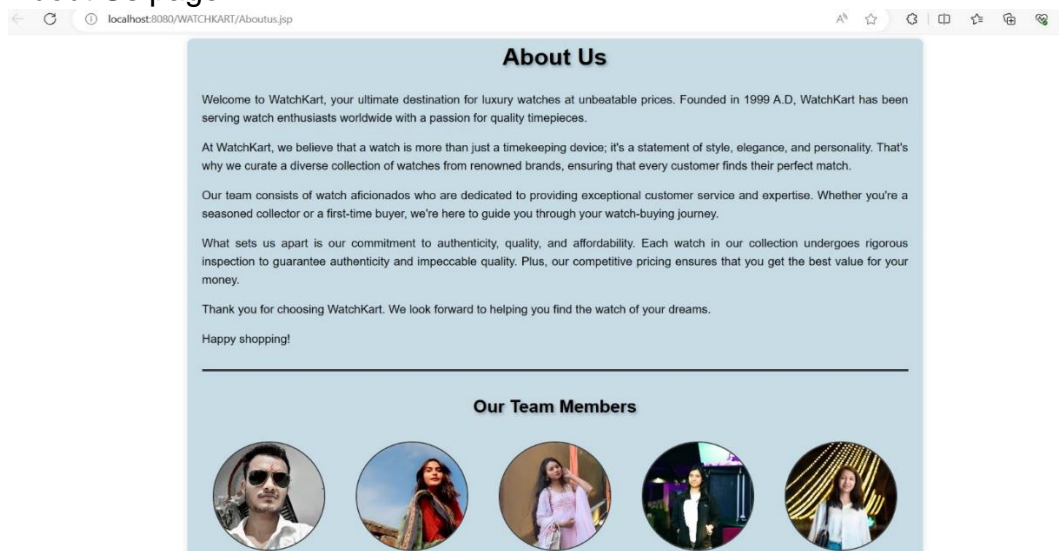 localhost:8080/WATCHKART/Aboutus.jsp
About Us
Welcome to WatchKart, your ultimate destination for luxury watches at unbeatable prices. Founded in 1999 A.D, WatchKart has been
serving watch enthusiasts worldwide with a passion for quality timepieces.
At WatchKart, we believe that a watch is more than just a timekeeping device; it's a statement of style, elegance, and personality. That's
why we curate a diverse collection of watches from renowned brands, ensuring that every customer finds their perfect match.
Our team consists of watch aficionados who are dedicated to providing exceptional customer service and expertise. Whether you're a
seasoned collector or a first-time buyer, we're here to guide you through your watch-buying journey.
What sets us apart is our commitment to authenticity, quality, and affordability. Each watch in our collection undergoes rigorous
inspection to guarantee authenticity and impeccable quality. Plus, our competitive pricing ensures that you get the best value for your
money.
Thank you for choosing WatchKart. We look forward to helping you find the watch of your dreams.
Happy shopping!
Our Team Members